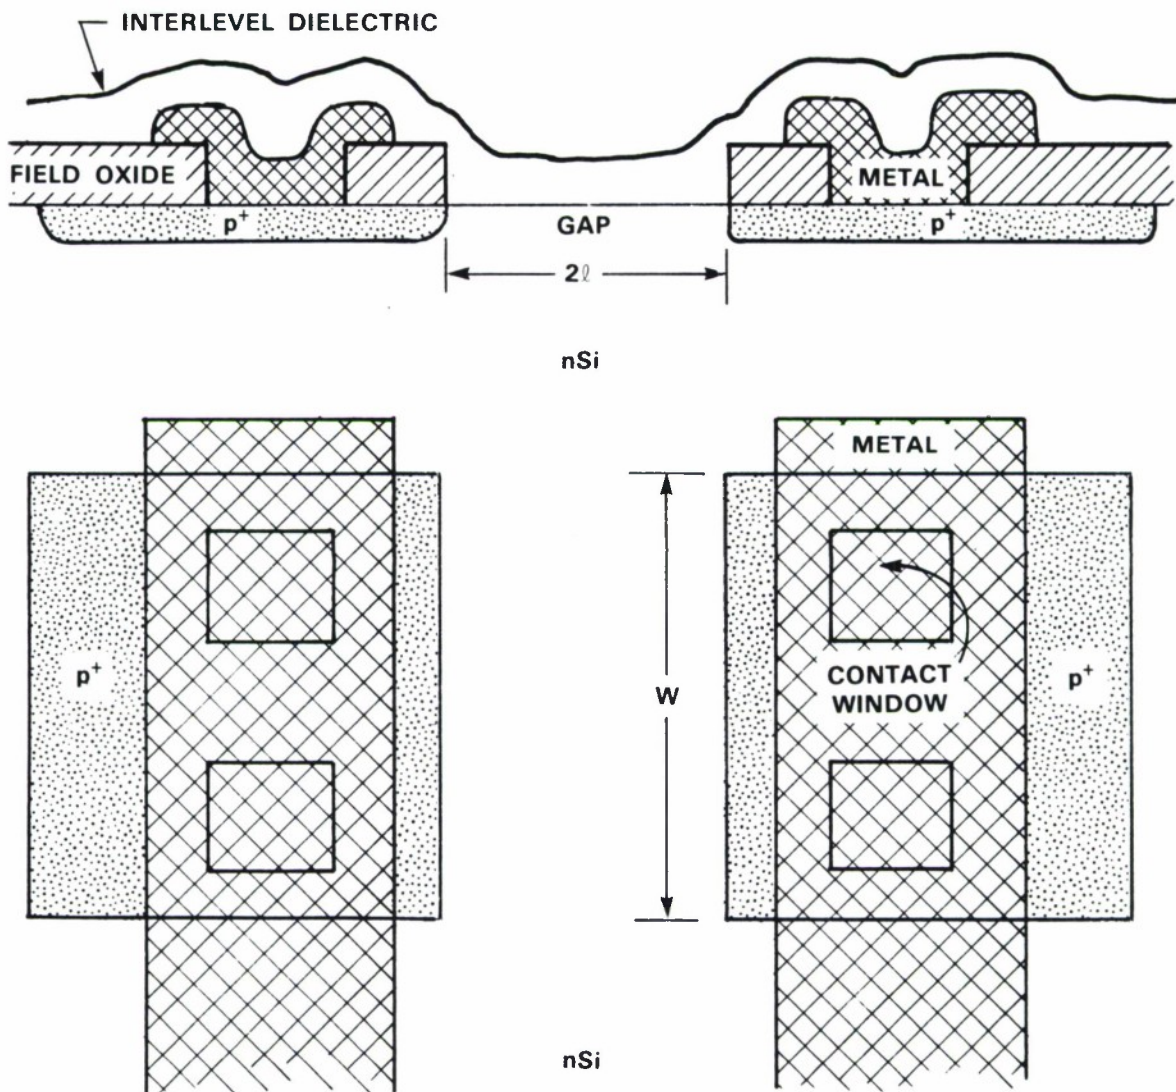 INTERLEVEL DIELECTRIC
FIELD OXIDE
METAL
p+
GAP
p+
2ℓ
nSi
METAL
p+
CONTACT
WINDOW
p+
W
nSi